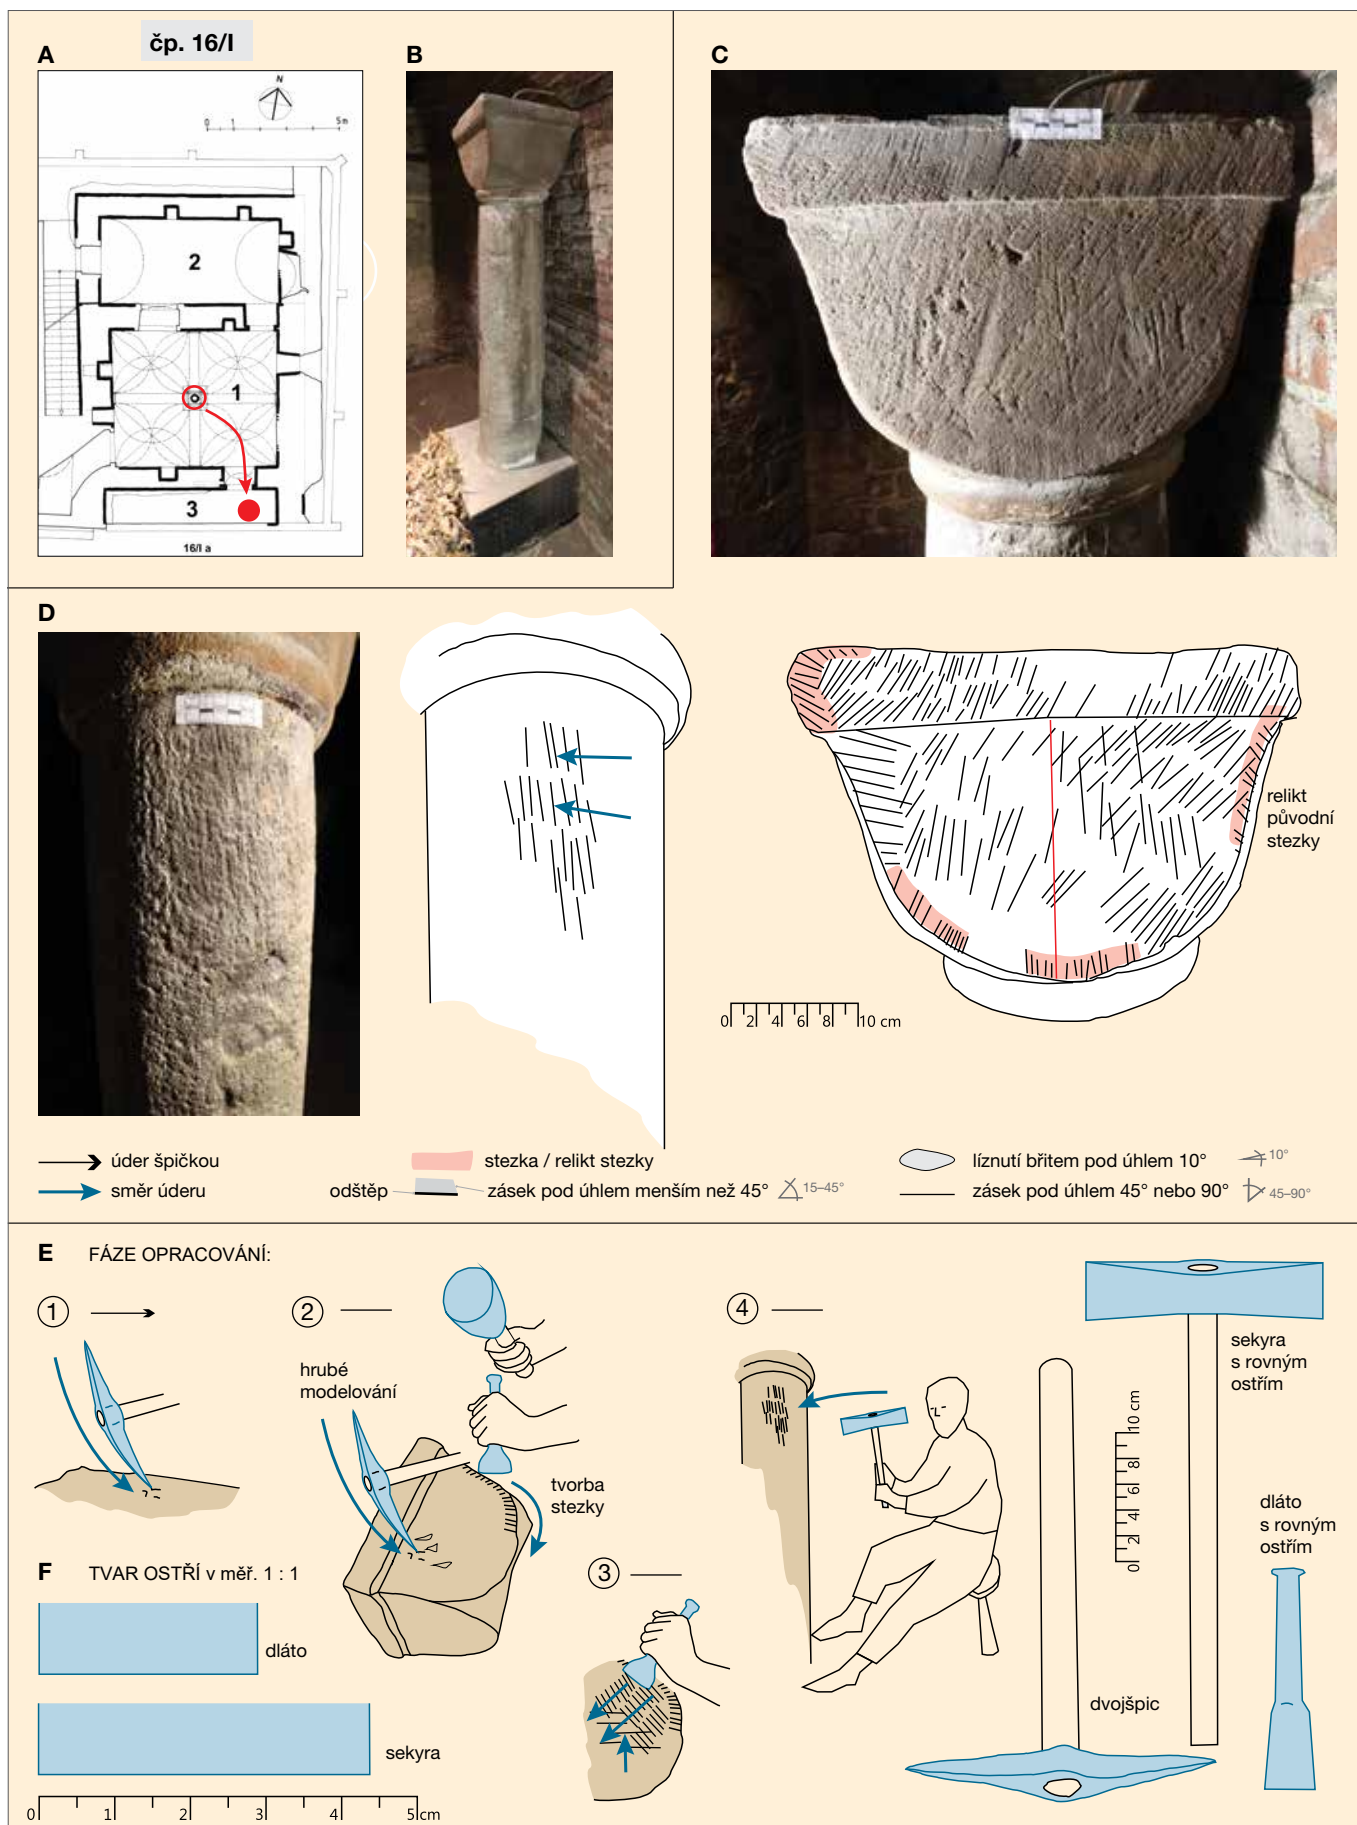 čp. 16/I
A
B
C
N
0 1 5m
2
1
3
16/I a
D
relikt
původní
stezky
0 2 4 6 8 10 cm
úder špičkou
směr úderu
stezka / relikt stezky
odštěp
zásek pod úhlem menším než 45°
15–45°
líznutí břitem pod úhlem 10°
10°
zásek pod úhlem 45° nebo 90°
45–90°
E FÁZE OPRACOVÁNÍ:
1
2
hrubé
modelování
tvorba
stezky
3
4
sekyra
s rovným
ostřím
0 2 4 6 8 10 cm
dláto
s rovným
ostřím
dvojšpic
F TVAR OSTŘÍ v měř. 1 : 1
dláto
sekyra
0 1 2 3 4 5 cm